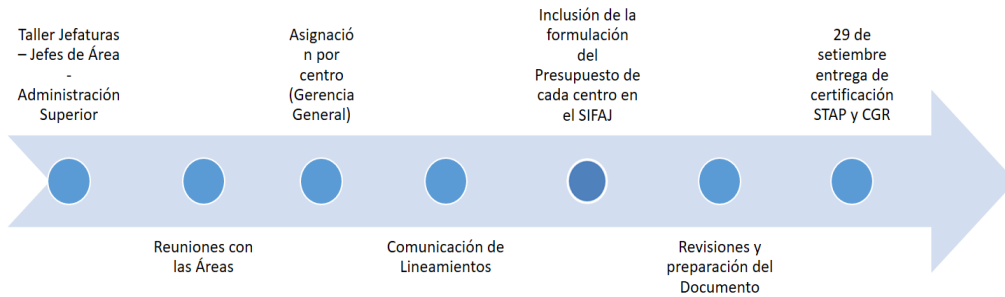 Taller Jefaturas
– Jefes de Área
-
Administración
Superior
Reuniones con
las Áreas
Asignació
n por
centro
(Gerencia
General)
Comunicación de
Lineamientos
Inclusión de la
formulación
del
Presupuesto de
cada centro en
el SIFAJ
Revisiones y
preparación del
Documento
29 de
setiembre
entrega de
certificación
STAP y CGR